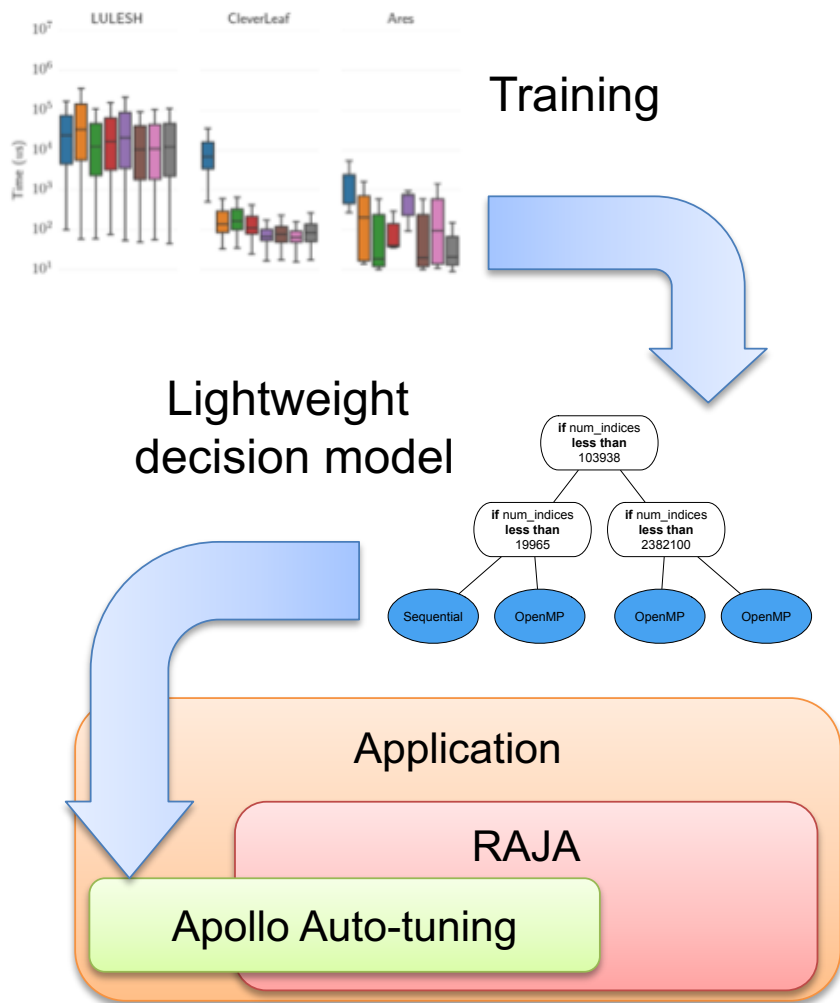 LULESH CleverLeaf Ares
10⁷
10⁶
10⁵
10⁴
10³
10²
10¹
Time (us)
Training
Lightweight
decision model
if num_indices
less than
103938
if num_indices
less than
19965
if num_indices
less than
2382100
Sequential
OpenMP
OpenMP
OpenMP
Application
RAJA
Apollo Auto-tuning